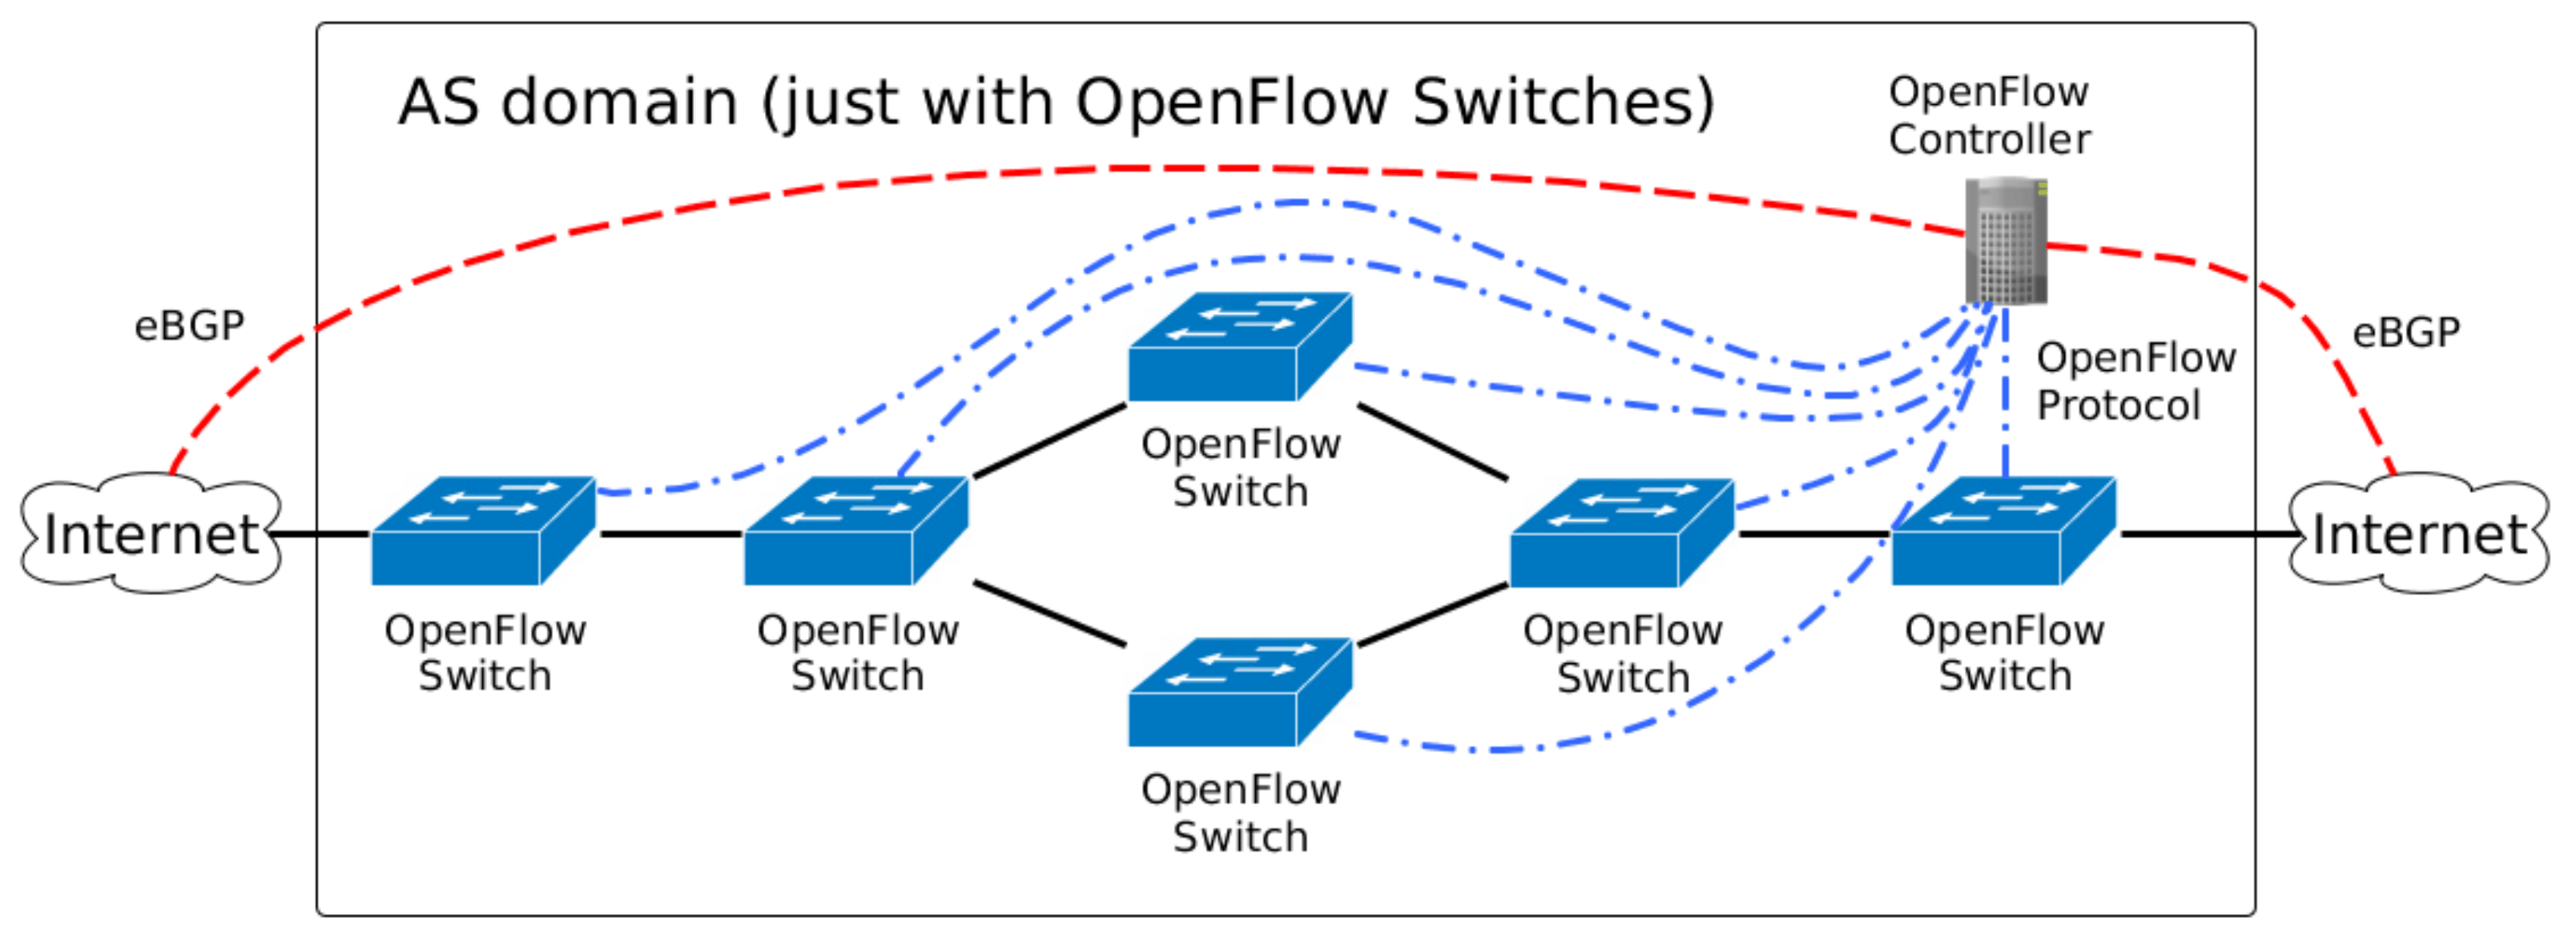 AS domain (just with OpenFlow Switches)
OpenFlow
Controller
eBGP
eBGP
OpenFlow
Protocol
OpenFlow
Switch
Internet
Internet
OpenFlow
Switch
OpenFlow
Switch
OpenFlow
Switch
OpenFlow
Switch
OpenFlow
Switch